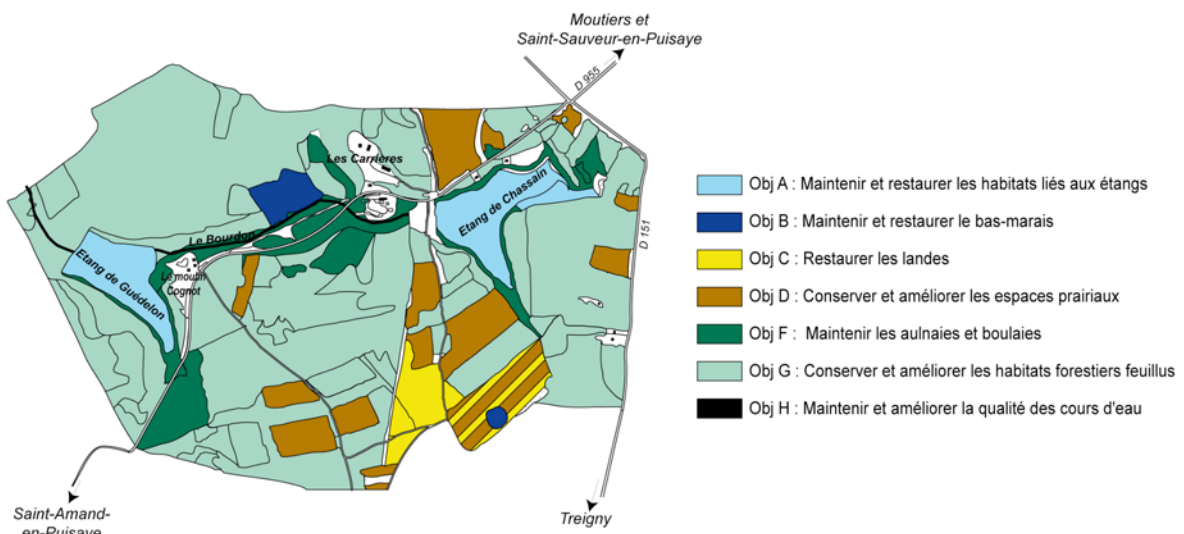 Moutiers et
Saint-Sauveur-en-Puisaye
D 955
Les Carrières
Etang de Chassain
Le Bourdon
Etang de Guédelon
Le moulin
Cognot
D 151
Saint-Amand-
en-Puisaye
Treigny
Obj A : Maintenir et restaurer les habitats liés aux étangs
Obj B : Maintenir et restaurer le bas-marais
Obj C : Restaurer les landes
Obj D : Conserver et améliorer les espaces prairiaux
Obj F : Maintenir les aulnaies et boulaies
Obj G : Conserver et améliorer les habitats forestiers feuillus
Obj H : Maintenir et améliorer la qualité des cours d'eau